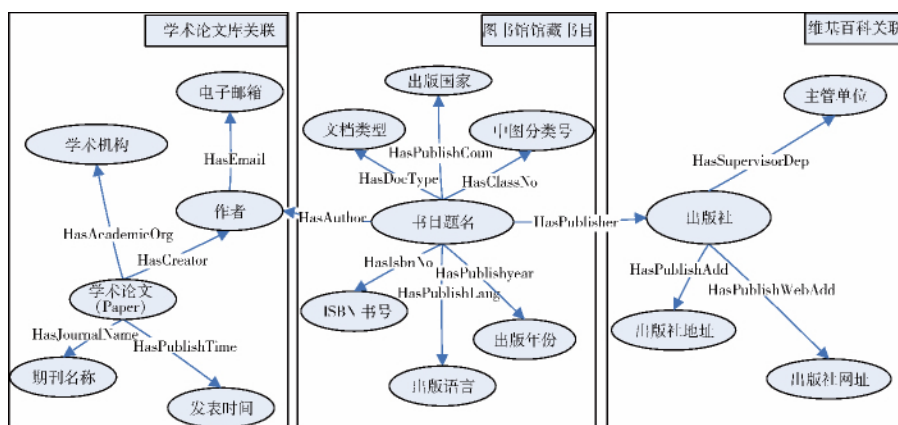 学术论文库关联
图书馆馆藏书目
维基百科关联
电子邮箱
出版国家
主管单位
学术机构
文档类型
中图分类号
HasEmail
HasPublishCoun
HasDocType
HasClassNo
HasSupervisorDep
作者
HasAuthor
书目题名
HasPublisher
出版社
HasAcademicOrg
HasCreator
HasIsbnNo
HasPublishyear
HasPublishLang
HasPublishAdd
HasPublishWebAdd
学术论文
(Paper)
ISBN 书号
HasJournalName
HasPublishTime
出版年份
出版社地址
期刊名称
出版语言
出版社网址
发表时间